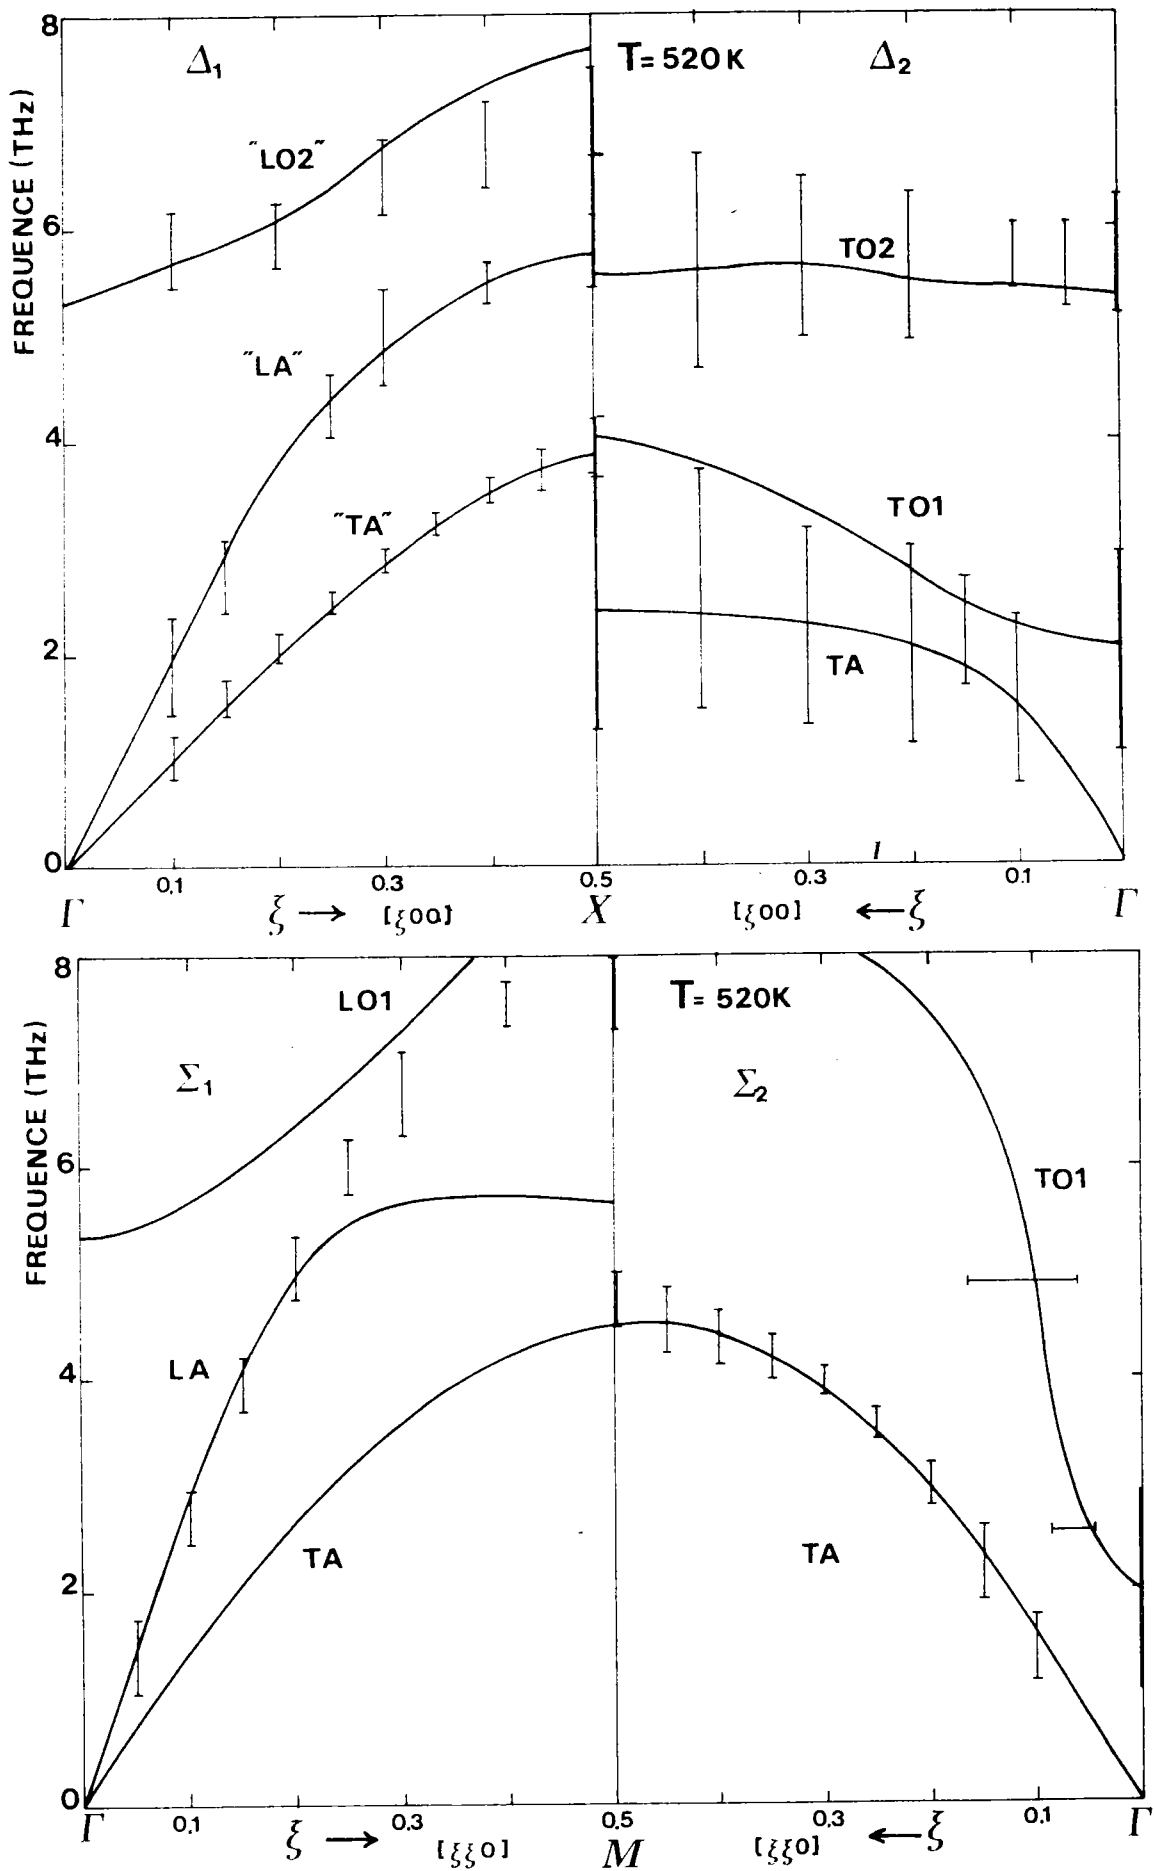 8
Δ₁
T= 520 K
Δ₂
"LO2"
FREQUENCE (THz)
6
TO2
"LA"
4
"TA"
TO1
2
TA
0
0,1 0.3 0.5 0.3 0.1
Γ ξ → [ξ00] X [ξ00] ← ξ Γ
8
LO1
T= 520K
FREQUENCE (THz)
Σ₁
Σ₂
6
TO1
4
LA
TA
TA
2
0
0,1 0.3 0.5 0.3 0.1
Γ ξ → [ξξ0] M [ξξ0] ← ξ Γ